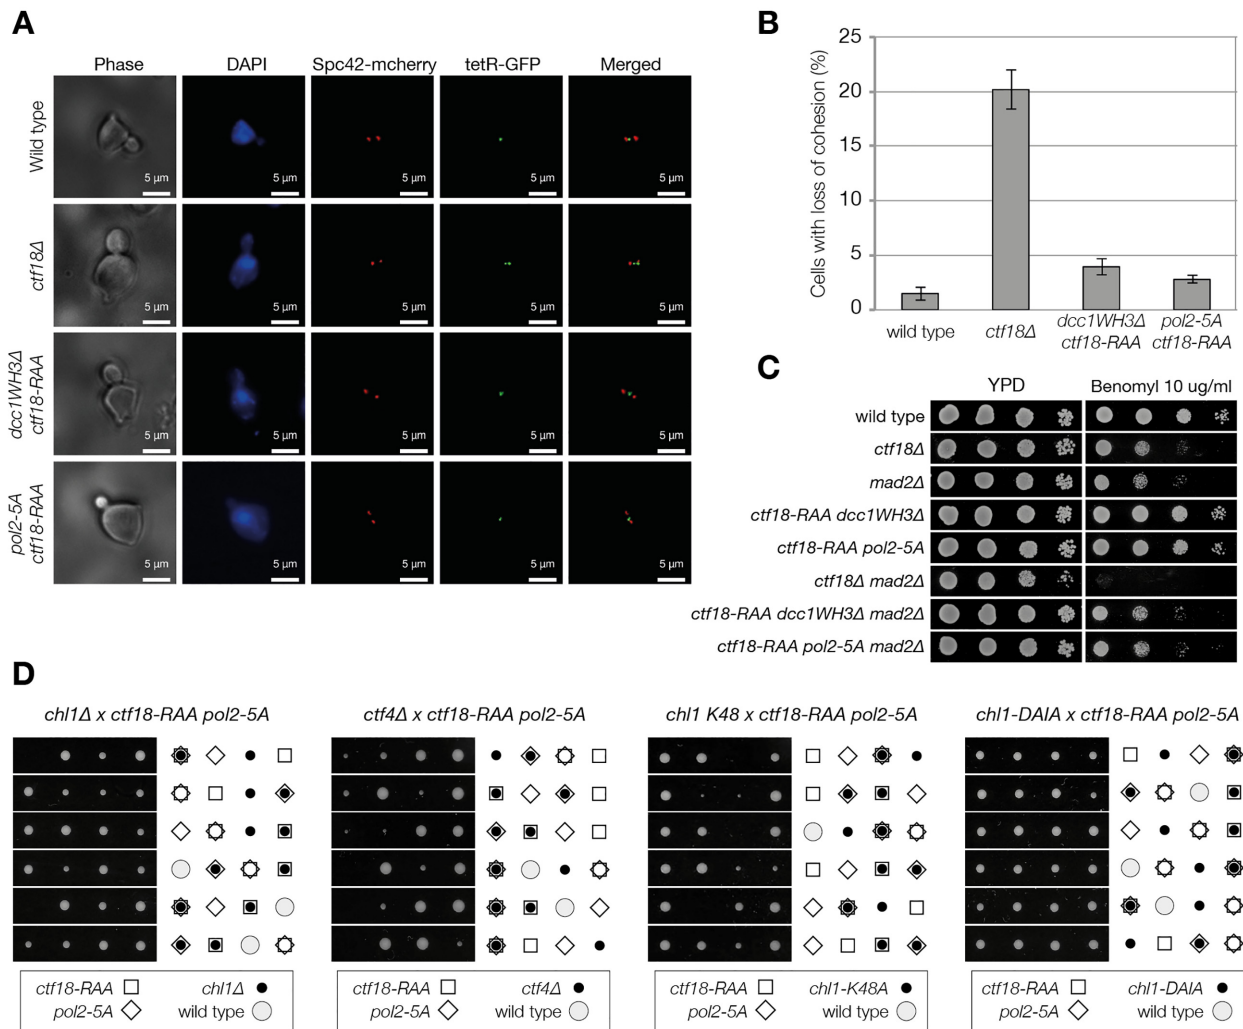 A
Phase DAPI Spc42-mcherry tetR-GFP Merged
Wild type
5 µm 5 µm 5 µm 5 µm 5 µm
ctf18Δ
5 µm 5 µm 5 µm 5 µm 5 µm
dcc1WH3Δ
ctf18-RAA
5 µm 5 µm 5 µm 5 µm 5 µm
pol2-5A
ctf18-RAA
5 µm 5 µm 5 µm 5 µm 5 µm
B
Cells with loss of cohesion (%)
25
20
15
10
5
0
wild type ctf18Δ dcc1WH3Δ pol2-5A
ctf18-RAA ctf18-RAA
C
YPD Benomyl 10 ug/ml
wild type
ctf18Δ
mad2Δ
ctf18-RAA dcc1WH3Δ
ctf18-RAA pol2-5A
ctf18Δ mad2Δ
ctf18-RAA dcc1WH3Δ mad2Δ
ctf18-RAA pol2-5A mad2Δ
D
chl1Δ x ctf18-RAA pol2-5A
ctf18-RAA chl1Δ
pol2-5A wild type
ctf4Δ x ctf18-RAA pol2-5A
ctf18-RAA ctf4Δ
pol2-5A wild type
chl1 K48 x ctf18-RAA pol2-5A
ctf18-RAA chl1-K48A
pol2-5A wild type
chl1-DAIA x ctf18-RAA pol2-5A
ctf18-RAA chl1-DAIA
pol2-5A wild type